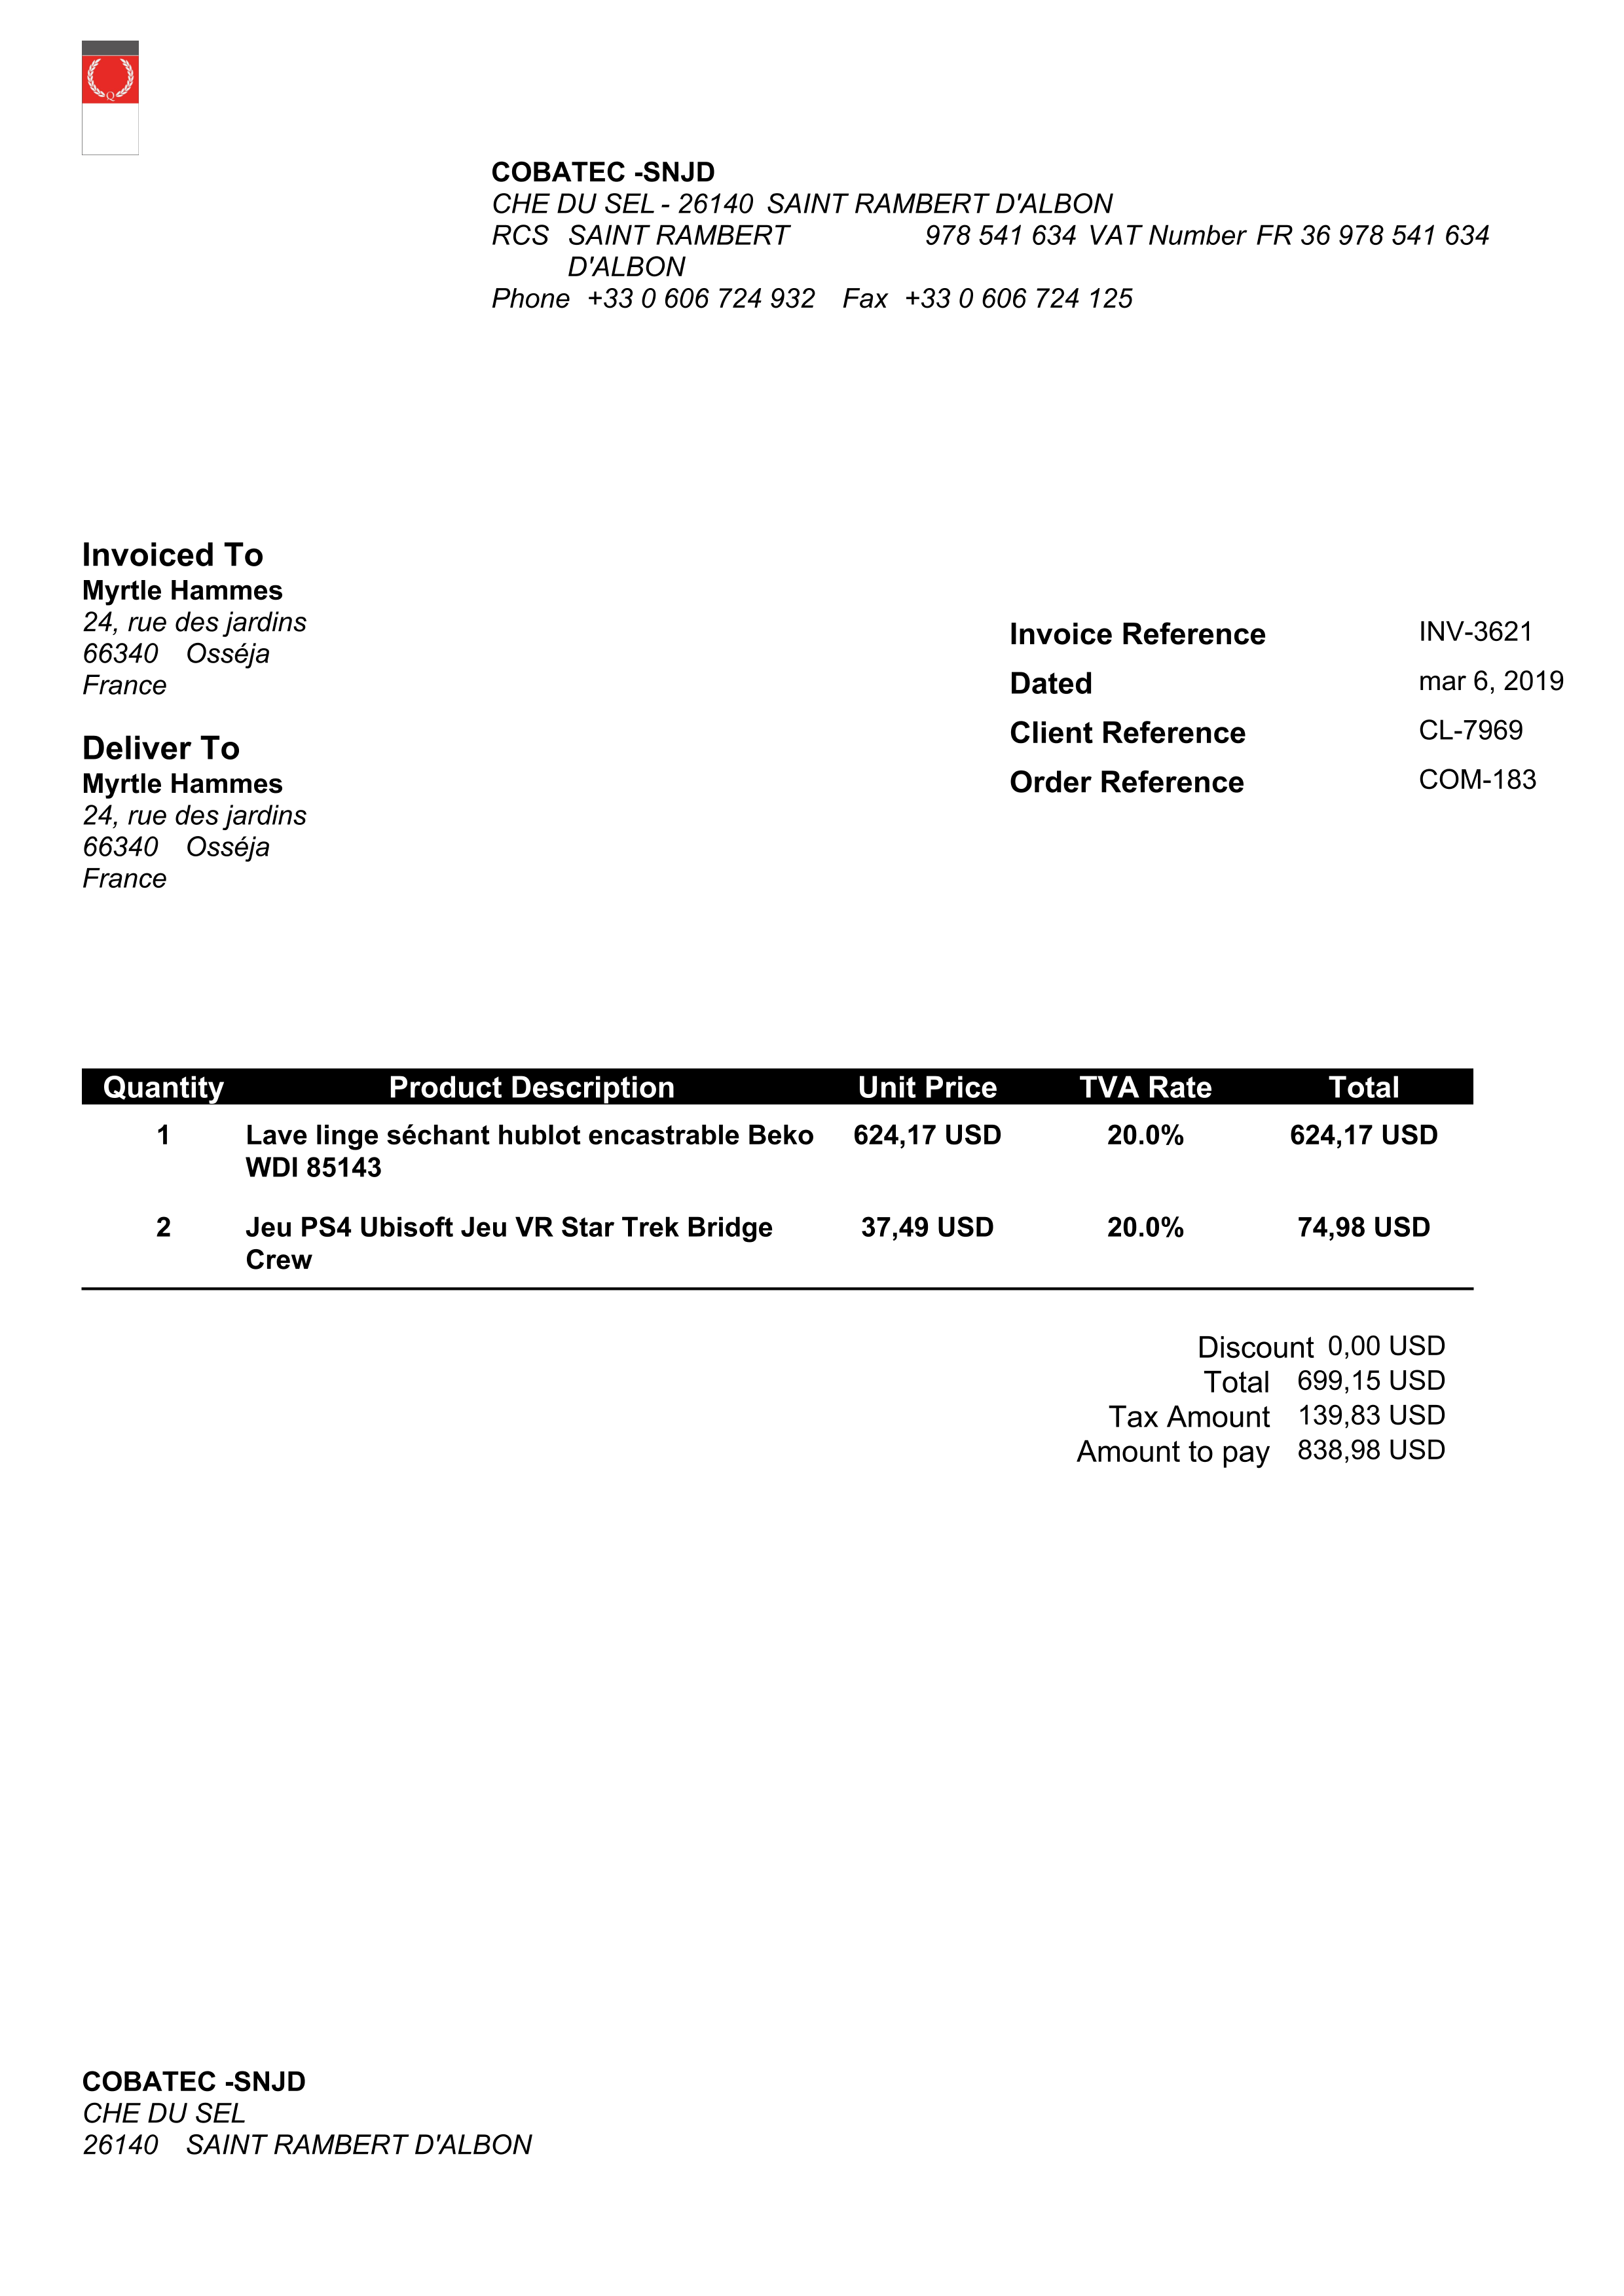 Q
COBATEC -SNJD
CHE DU SEL - 26140 SAINT RAMBERT D'ALBON
RCS SAINT RAMBERT 978 541 634 VAT Number FR 36 978 541 634
D'ALBON
Phone +33 0 606 724 932 Fax +33 0 606 724 125
Invoiced To
Myrtle Hammes
24, rue des jardins
66340 Osséja
France
Deliver To
Myrtle Hammes
24, rue des jardins
66340 Osséja
France
Invoice Reference INV-3621
Dated mar 6, 2019
Client Reference CL-7969
Order Reference COM-183
Quantity Product Description Unit Price TVA Rate Total
1 Lave linge séchant hublot encastrable Beko 624,17 USD 20.0% 624,17 USD
WDI 85143
2 Jeu PS4 Ubisoft Jeu VR Star Trek Bridge 37,49 USD 20.0% 74,98 USD
Crew
Discount 0,00 USD
Total 699,15 USD
Tax Amount 139,83 USD
Amount to pay 838,98 USD
COBATEC -SNJD
CHE DU SEL
26140 SAINT RAMBERT D'ALBON